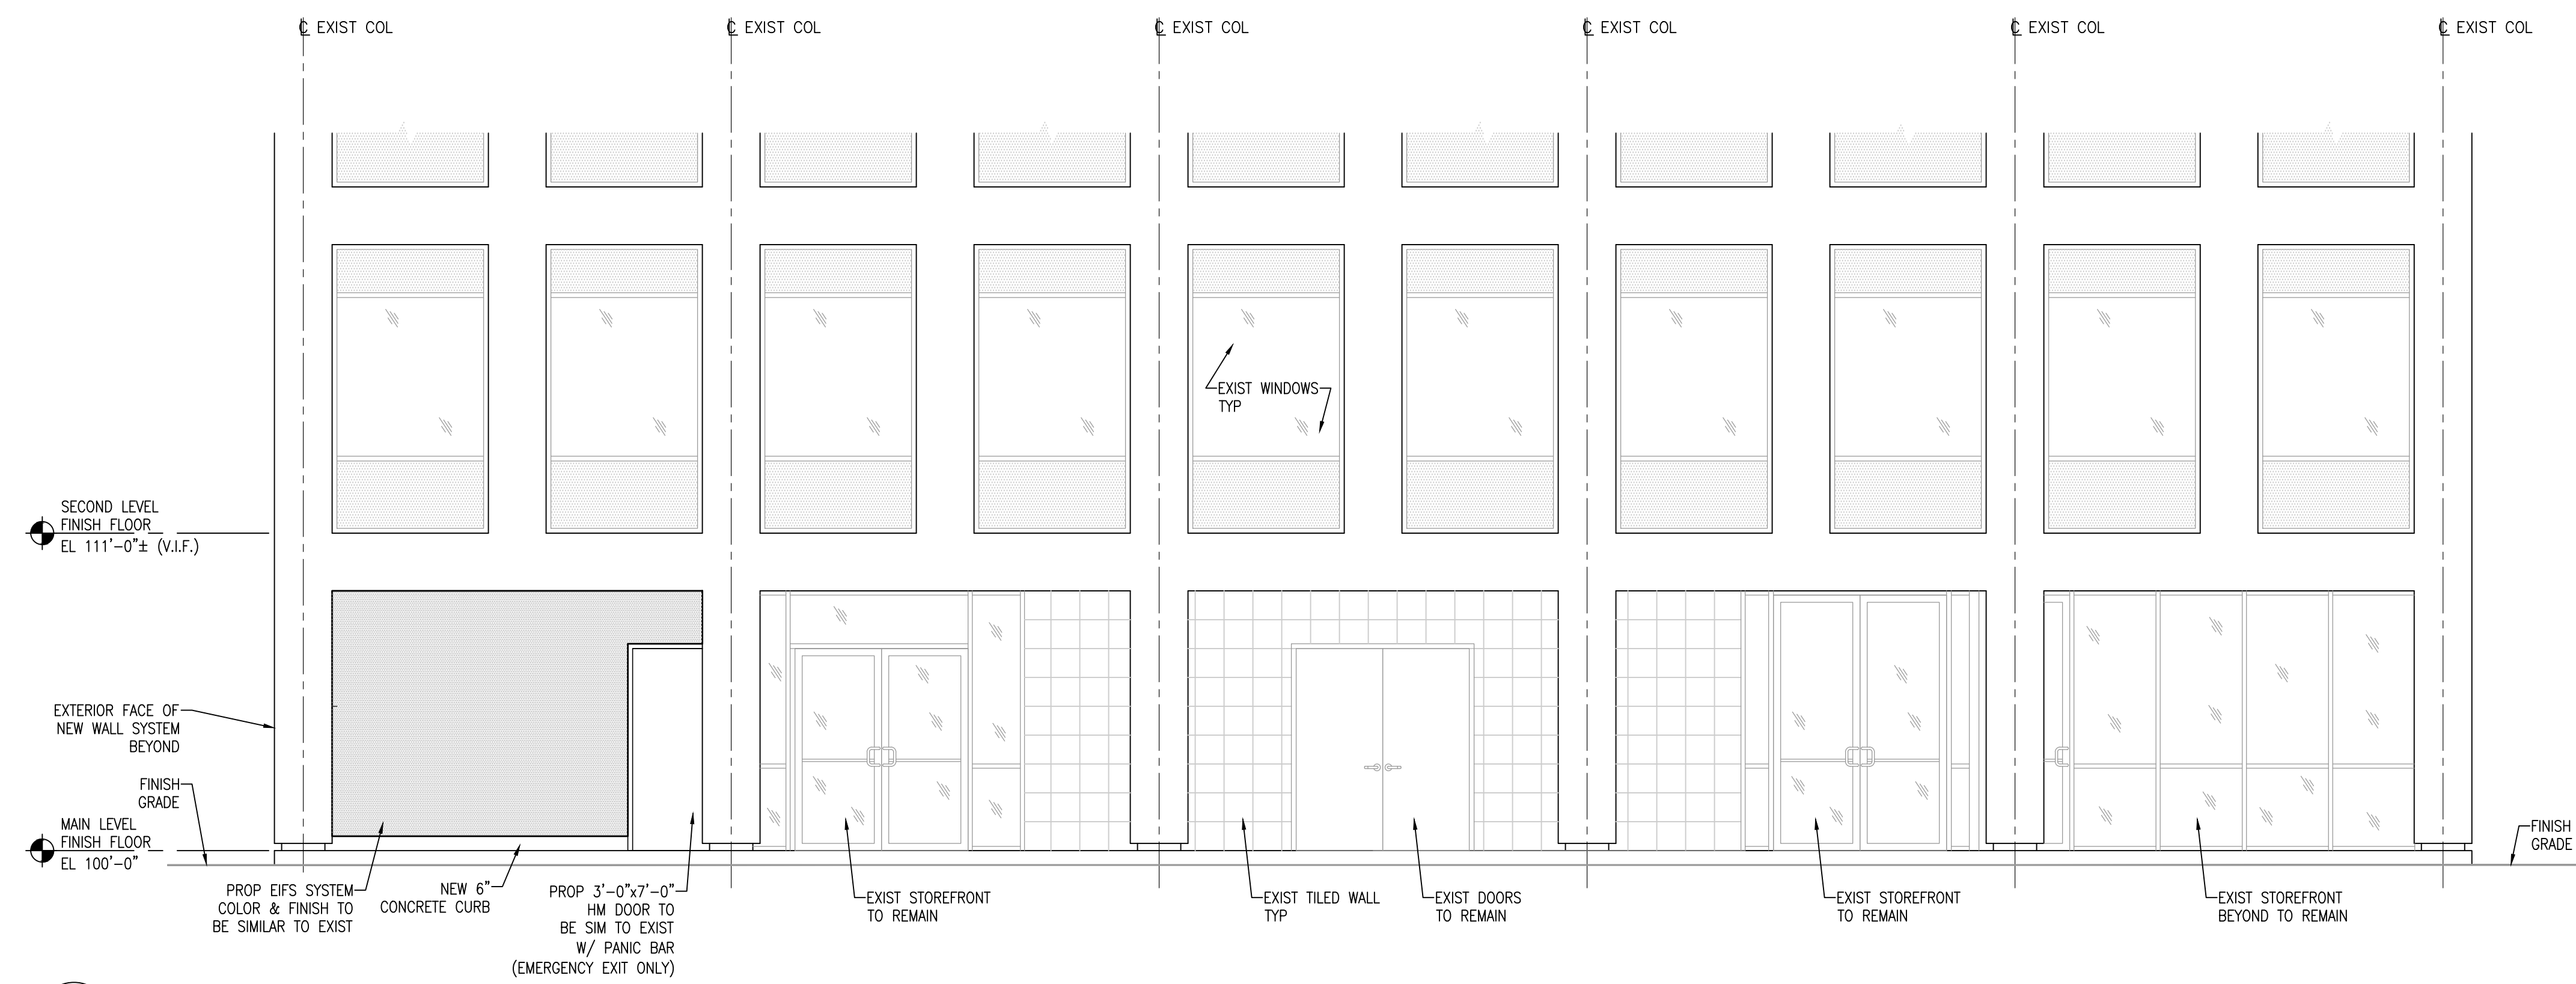 ℄ EXIST COL
℄ EXIST COL
℄ EXIST COL
℄ EXIST COL
℄ EXIST COL
℄ EXIST COL
EXIST WINDOWS
TYP
SECOND LEVEL
FINISH FLOOR
EL 111'-0"± (V.I.F.)
EXTERIOR FACE OF
NEW WALL SYSTEM
BEYOND
FINISH
GRADE
MAIN LEVEL
FINISH FLOOR
EL 100'-0"
PROP EIFS SYSTEM
COLOR & FINISH TO
BE SIMILAR TO EXIST
NEW 6"
CONCRETE CURB
PROP 3'-0"x7'-0"
HM DOOR TO
BE SIM TO EXIST
W/ PANIC BAR
(EMERGENCY EXIT ONLY)
EXIST STOREFRONT
TO REMAIN
EXIST TILED WALL
TYP
EXIST DOORS
TO REMAIN
EXIST STOREFRONT
TO REMAIN
EXIST STOREFRONT
BEYOND TO REMAIN
FINISH
GRADE